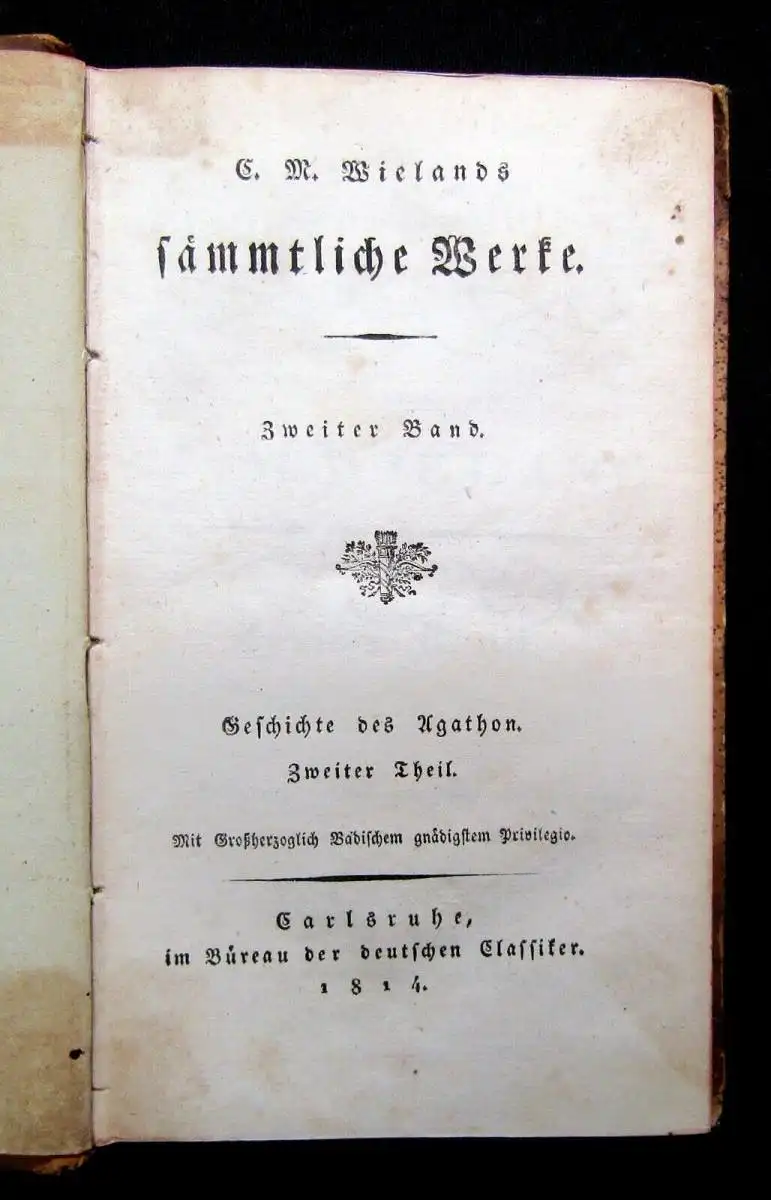 C. M. Wielands
sämmtliche Werke.
Zweiter Band.
Geschichte des Agathon.
Zweiter Theil.
Mit Großherzoglich Badischem gnädigstem Privilegio.
Carlsruhe,
im Büreau der deutschen Classiker.
1814.